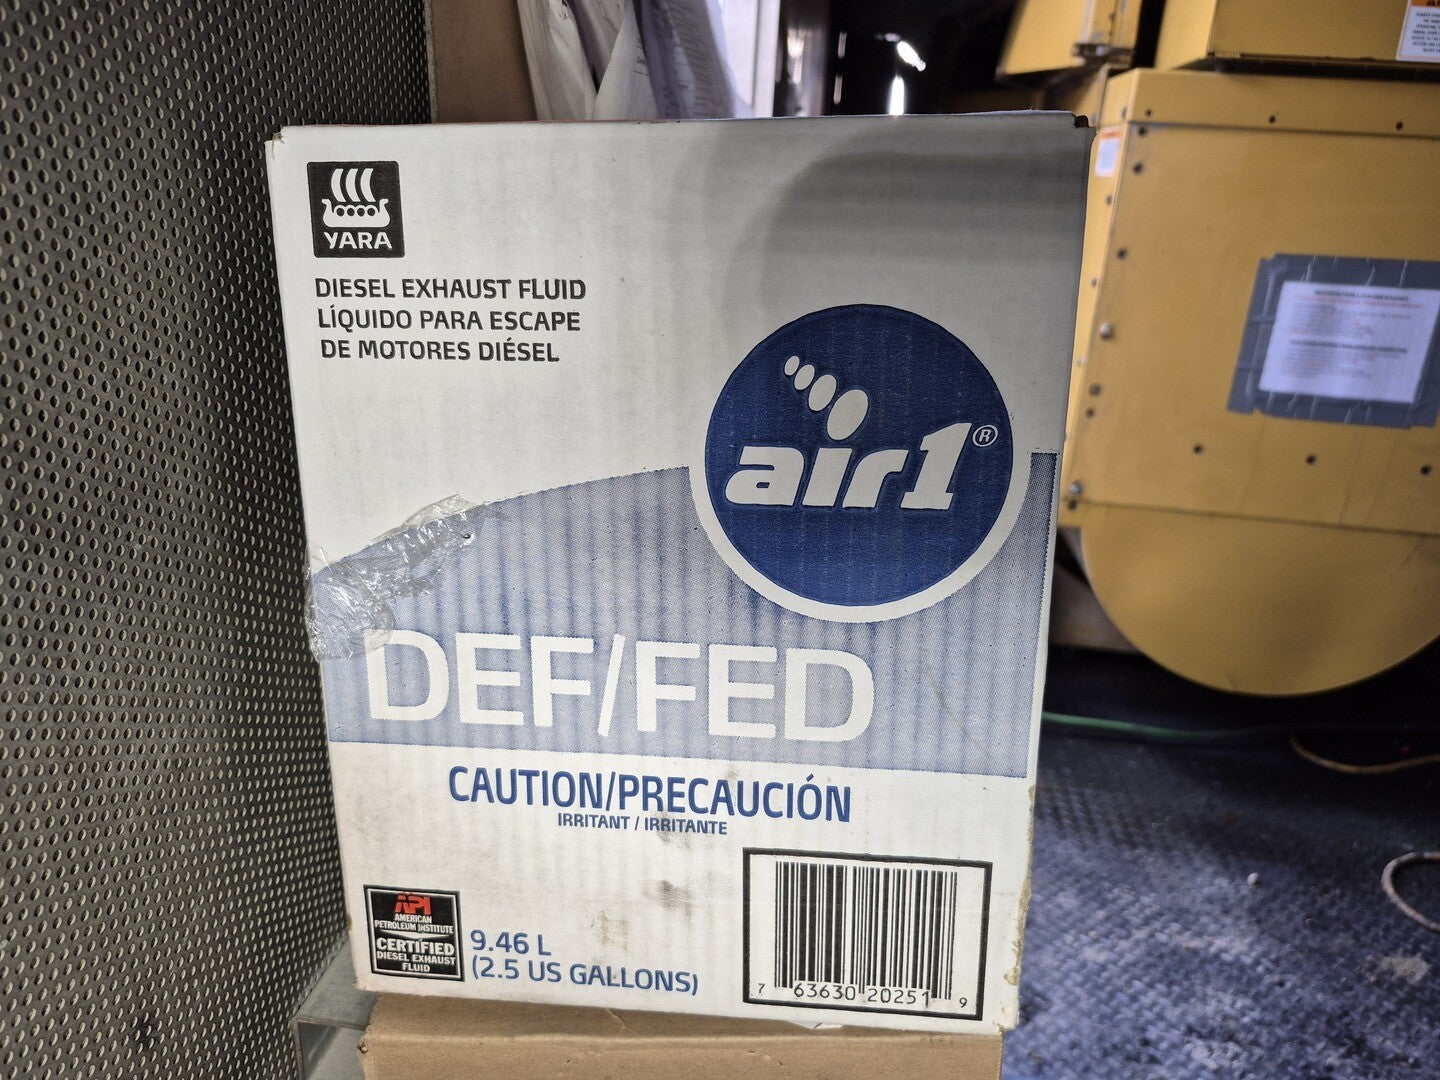 YARA
DIESEL EXHAUST FLUID
LÍQUIDO PARA ESCAPE
DE MOTORES DIÉSEL
air1®
DEF/FED
CAUTION/PRECAUCIÓN
IRRITANT / IRRITANTE
API
AMERICAN
PETROLEUM INSTITUTE
CERTIFIED
DIESEL EXHAUST
FLUID
9.46 L
(2.5 US GALLONS)
7 63630 20251 9